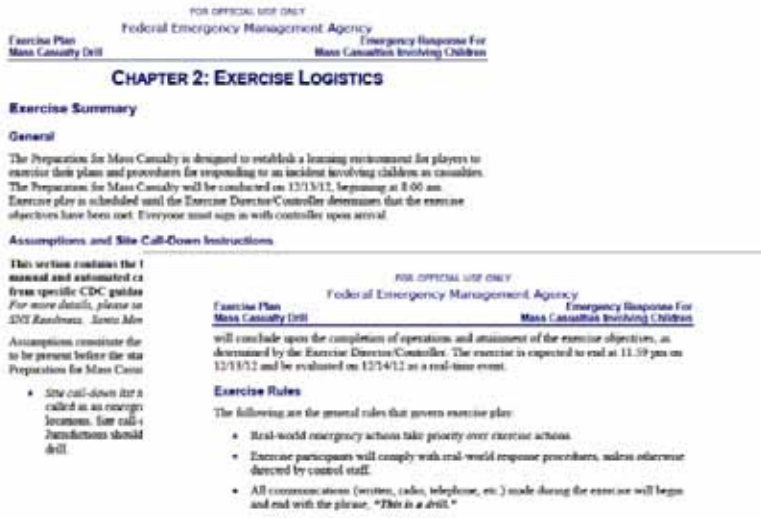 FOR OFFICIAL USE ONLY
Federal Emergency Management Agency
Exercise Plan
Mass Casualty Drill
Emergency Response For
Mass Casualties Involving Children
CHAPTER 2: EXERCISE LOGISTICS
Exercise Summary
General
The Preparation for Mass Casualty is designed to establish a learning environment for players to
exercise their plans and procedures for responding to an incident involving children as casualties.
The Preparation for Mass Casualty will be conducted on 12/13/12, beginning at 8:00 am.
Exercise play is scheduled until the Exercise Director/Controller determines that the exercise
objectives have been met. Everyone must sign in with controller upon arrival.
Assumptions and Site Call-Down Instructions
This section contains the
manual and automated
from specific CDC
For more details, please
SNS Readiness.
Assumptions constitute the
to be present before the
Preparation for Mass
• Site call-down list
called in an
locations. Site
Jurisdictions should
drill.
FOR OFFICIAL USE ONLY
Federal Emergency Management Agency
Exercise Plan
Mass Casualty Drill
Emergency Response For
Mass Casualties Involving Children
will conclude upon the completion of operations and attainment of the exercise objectives, as
determined by the Exercise Director/Controller. The exercise is expected to end at 11:59 pm on
12/13/12 and be evaluated on 12/14/12 as a real-time event.
Exercise Rules
The following are the general rules that govern exercise play:
• Real-world emergency actions take priority over exercise actions.
• Exercise participants will comply with real-world response procedures, unless otherwise
directed by control staff.
• All communications (written, radio, telephone, etc.) made during the exercise will begin
and end with the phrase, "This is a drill."